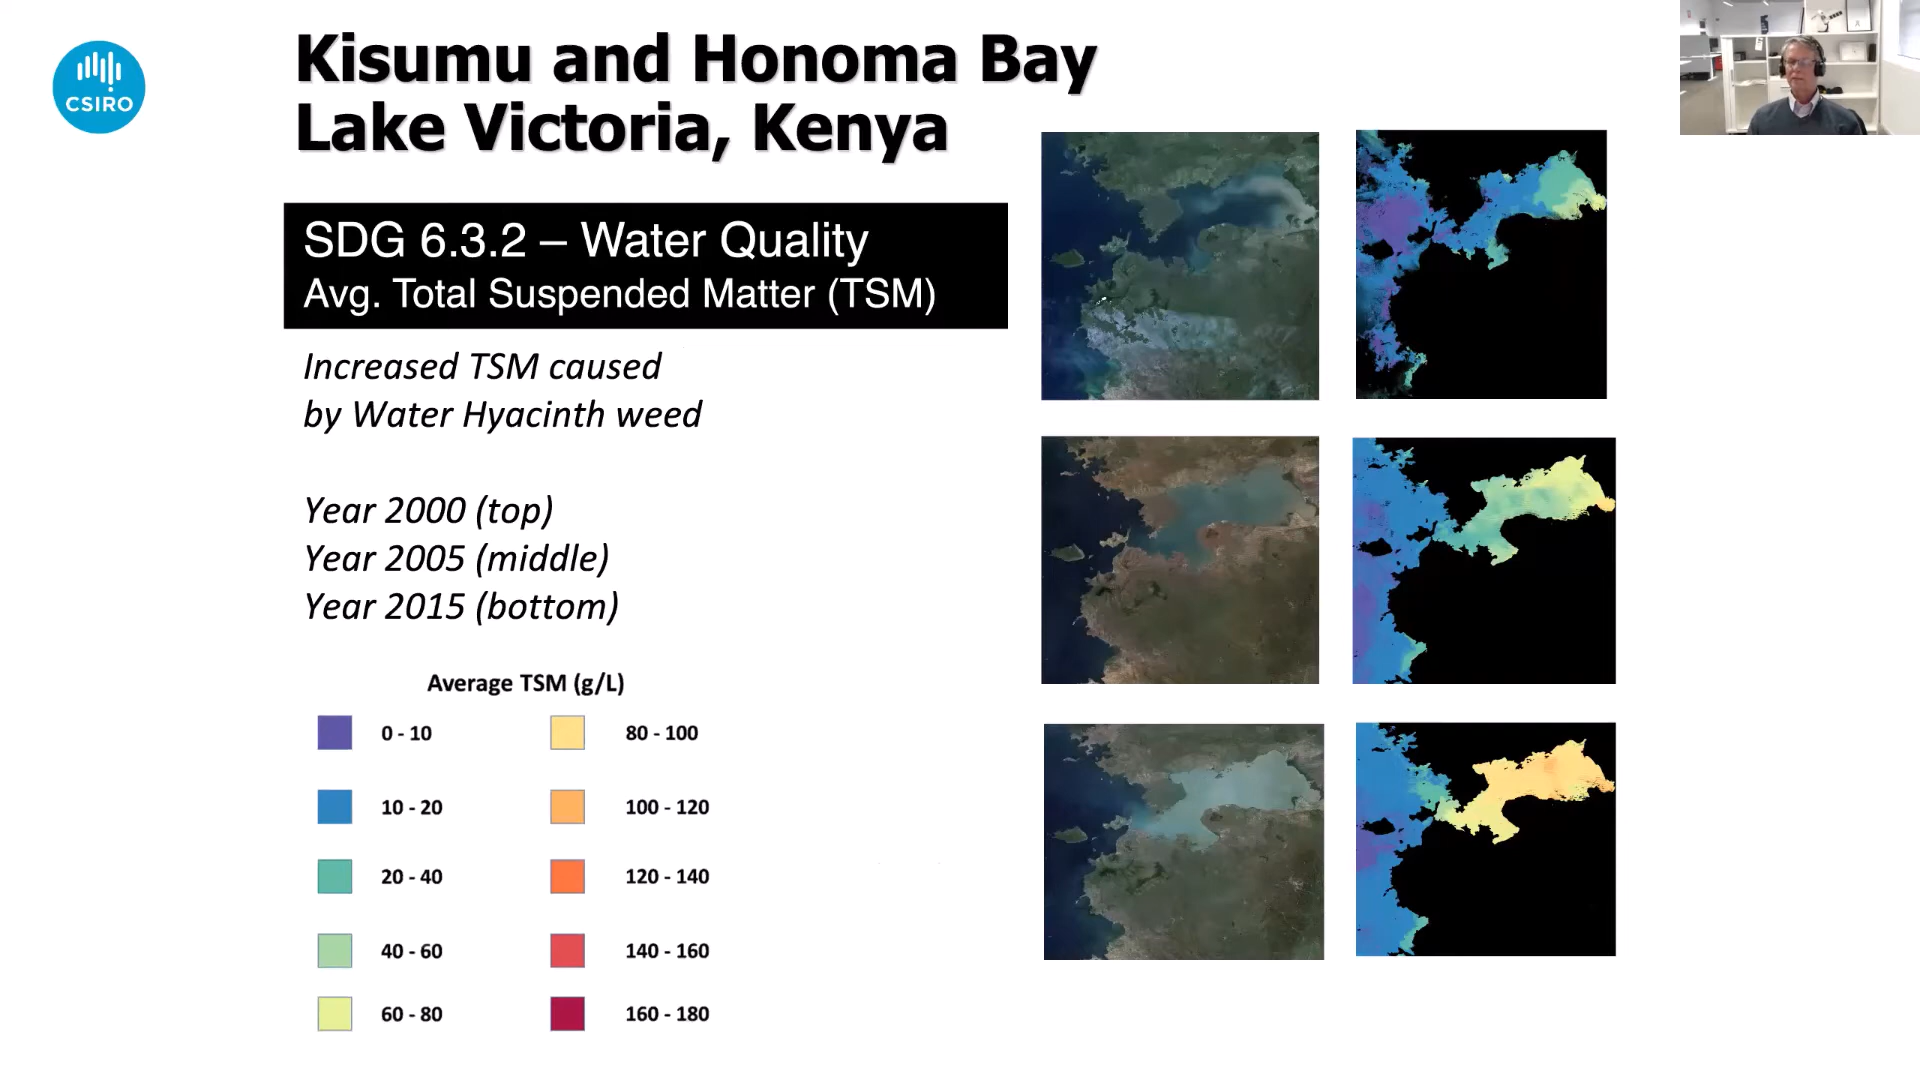 CSIRO
Kisumu and Honoma Bay
Lake Victoria, Kenya
SDG 6.3.2 – Water Quality
Avg. Total Suspended Matter (TSM)
Increased TSM caused
by Water Hyacinth weed
Year 2000 (top)
Year 2005 (middle)
Year 2015 (bottom)
Average TSM (g/L)
0 - 10
10 - 20
20 - 40
40 - 60
60 - 80
80 - 100
100 - 120
120 - 140
140 - 160
160 - 180